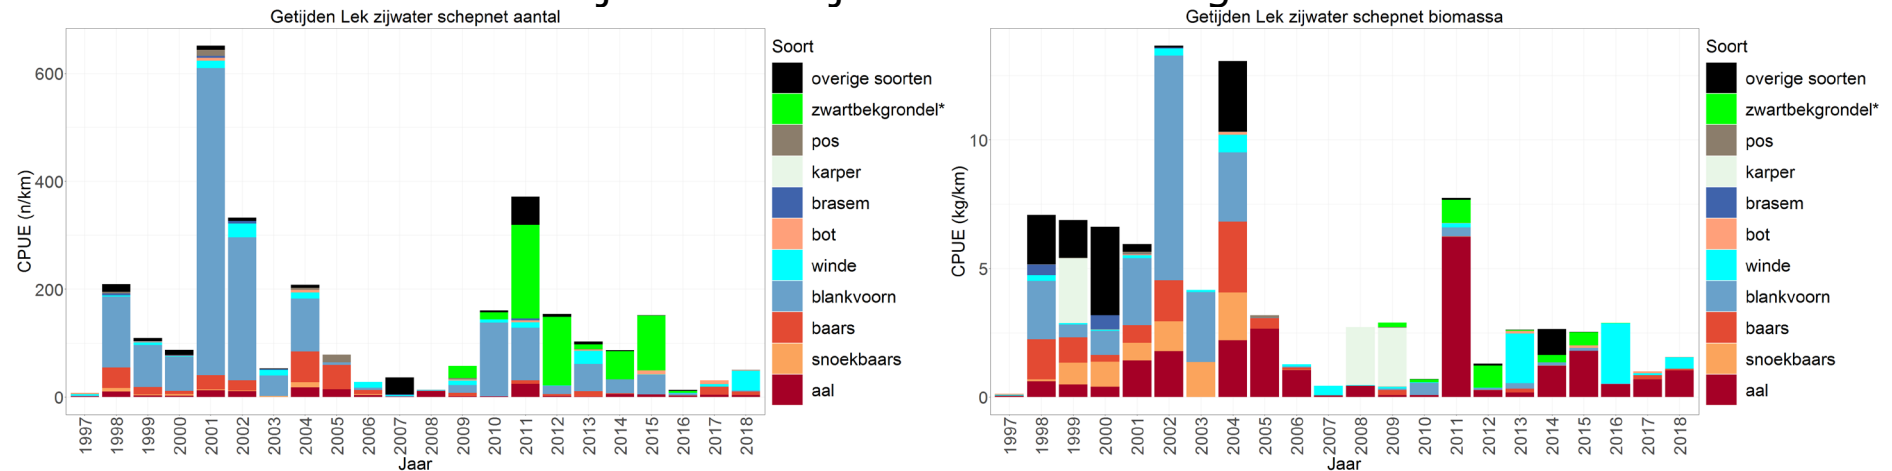 Getijden Lek zijwater schepnet aantal
CPUE (n/km)
600
400
200
0
1997
1998
1999
2000
2001
2002
2003
2004
2005
2006
2007
2008
2009
2010
2011
2012
2013
2014
2015
2016
2017
2018
Jaar
Soort
overige soorten
zwartbekgrondel*
pos
karper
brasem
bot
winde
blankvoorn
baars
snoekbaars
aal
Getijden Lek zijwater schepnet biomassa
CPUE (kg/km)
10
5
0
1997
1998
1999
2000
2001
2002
2003
2004
2005
2006
2007
2008
2009
2010
2011
2012
2013
2014
2015
2016
2017
2018
Jaar
Soort
overige soorten
zwartbekgrondel*
pos
karper
brasem
bot
winde
blankvoorn
baars
snoekbaars
aal